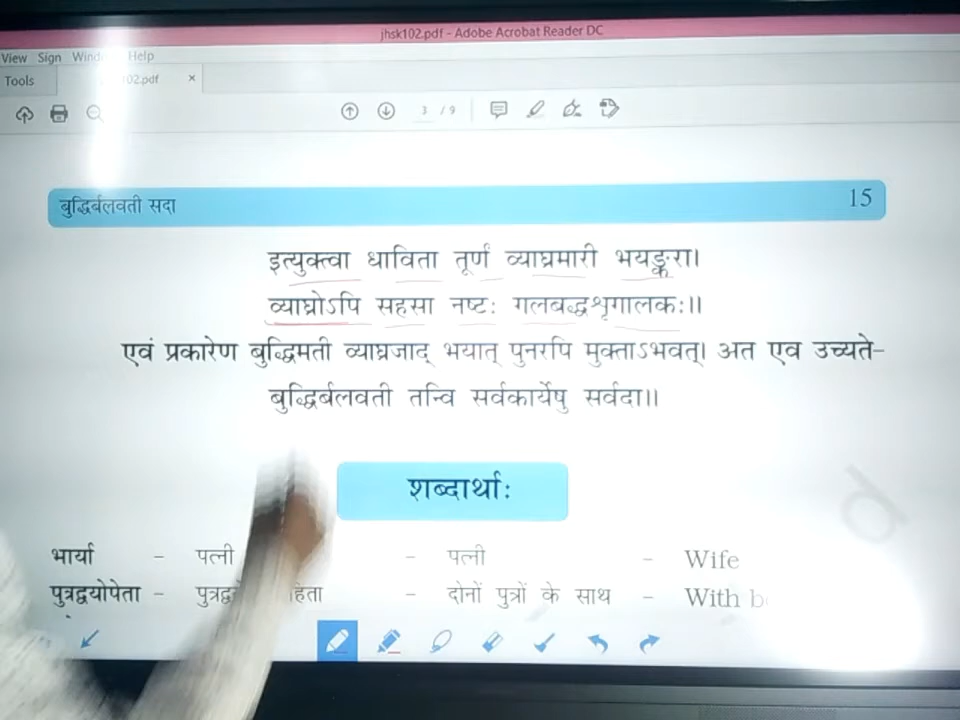 jhsk102.pdf - Adobe Acrobat Reader DC
View Sign Window Help
Tools 102.pdf ×
3 / 9
बुद्धिर्बलवती सदा 15
इत्युक्त्वा धाविता तूर्णं व्याघ्रमारी भयङ्करा।
व्याघ्रोऽपि सहसा नष्टः गलबद्धशृगालकः।।
एवं प्रकारेण बुद्धिमती व्याघ्रजाद् भयात् पुनरपि मुक्ताऽभवत्। अत एव उच्यते-
बुद्धिर्बलवती तन्वि सर्वकार्येषु सर्वदा।।
शब्दार्थाः
भार्या - पत्नी - पत्नी - Wife
पुत्रद्वयोपेता - - दोनों पुत्रों के साथ - With
d